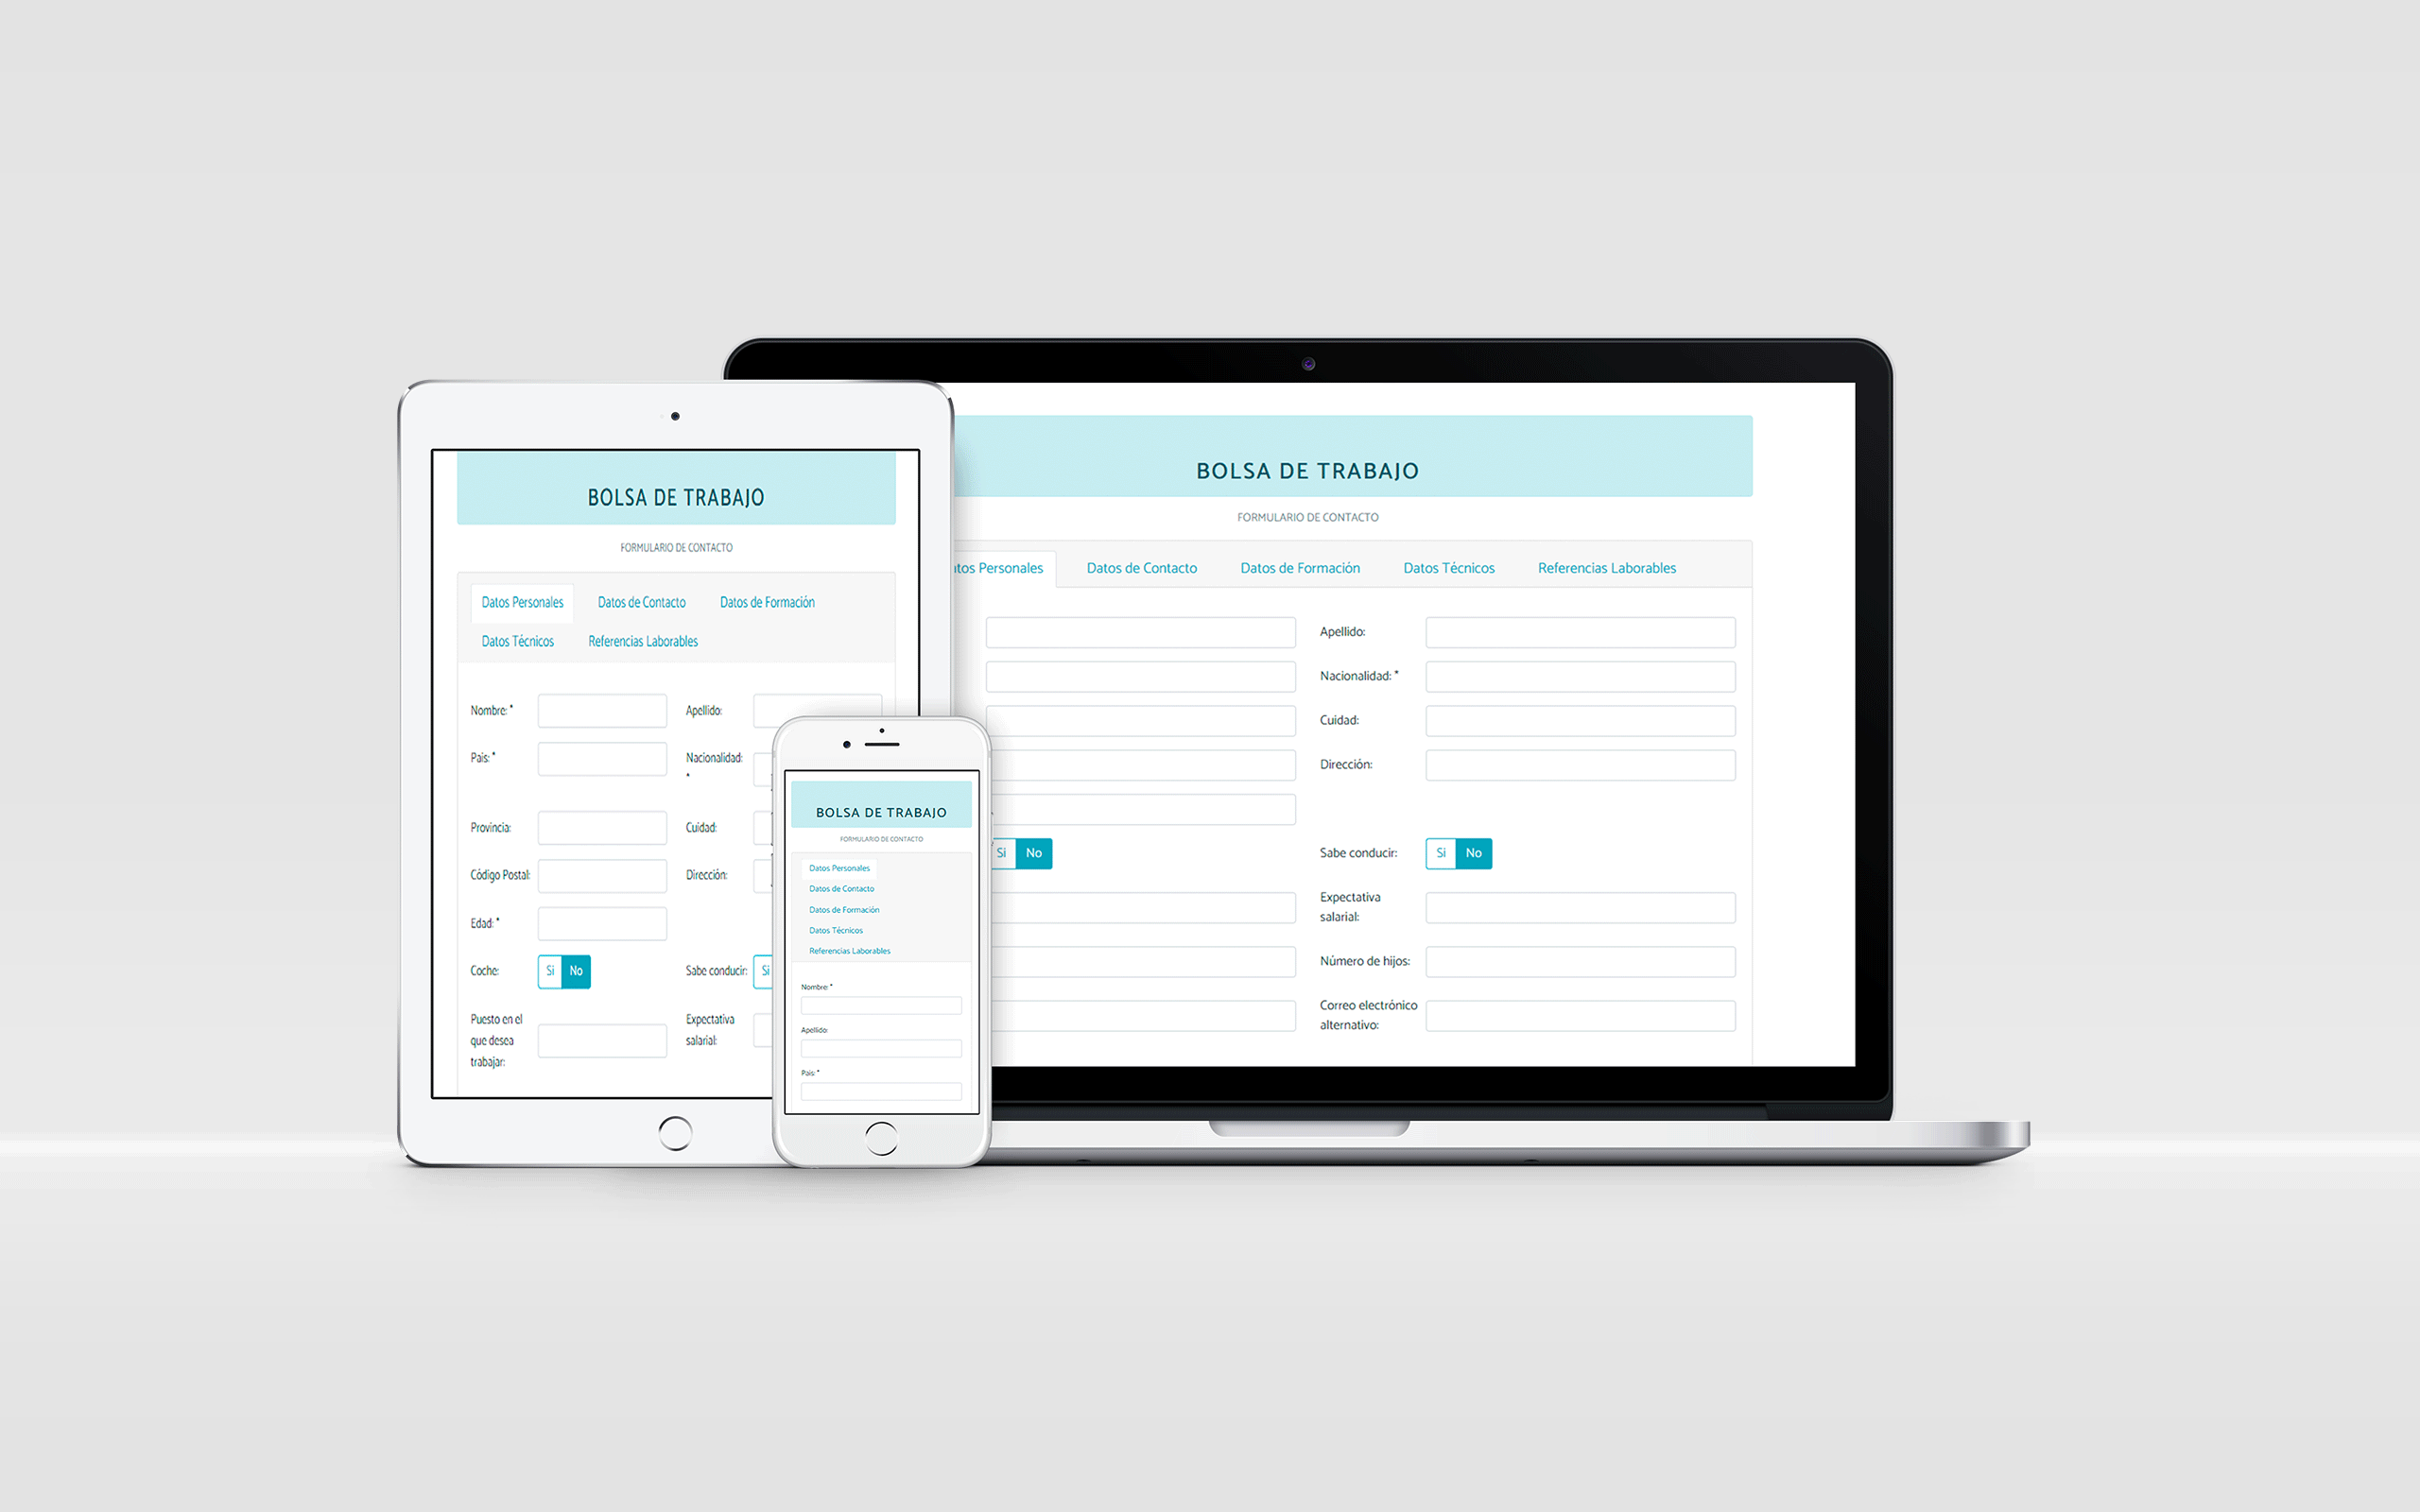 BOLSA DE TRABAJO
FORMULARIO DE CONTACTO
Datos Personales Datos de Contacto Datos de Formación
Datos Técnicos Referencias Laborables
Nombre: * Apellido:
Pais: * Nacionalidad:
*
Provincia: Cuidad:
Código Postal: Dirección:
Edad: *
Coche: Si No Sabe conducir: Si
Puesto en el
que desea
trabajar:
Expectativa
salarial:
BOLSA DE TRABAJO
FORMULARIO DE CONTACTO
Datos Personales
Datos de Contacto
Datos de Formación
Datos Técnicos
Referencias Laborables
Nombre: *
Apellido:
Pais: *
BOLSA DE TRABAJO
FORMULARIO DE CONTACTO
tos Personales Datos de Contacto Datos de Formación Datos Técnicos Referencias Laborables
Apellido:
Nacionalidad: *
Cuidad:
Dirección:
Si No Sabe conducir: Si No
Expectativa
salarial:
Número de hijos:
Correo electrónico
alternativo: